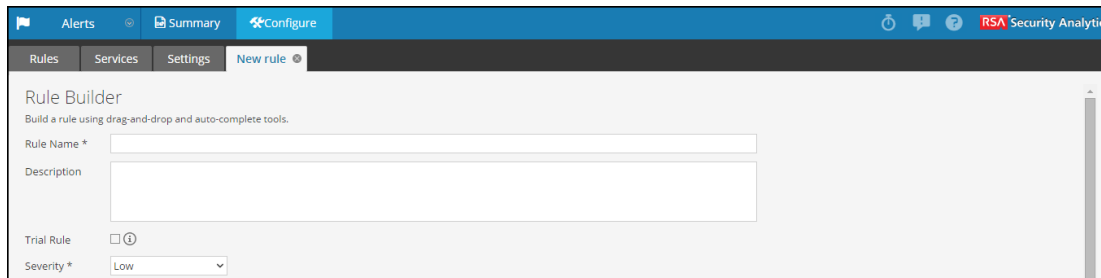 Alerts Summary Configure RSA Security Analyti
Rules Services Settings New rule
Rule Builder
Build a rule using drag-and-drop and auto-complete tools.
Rule Name *
Description
Trial Rule
Severity * Low